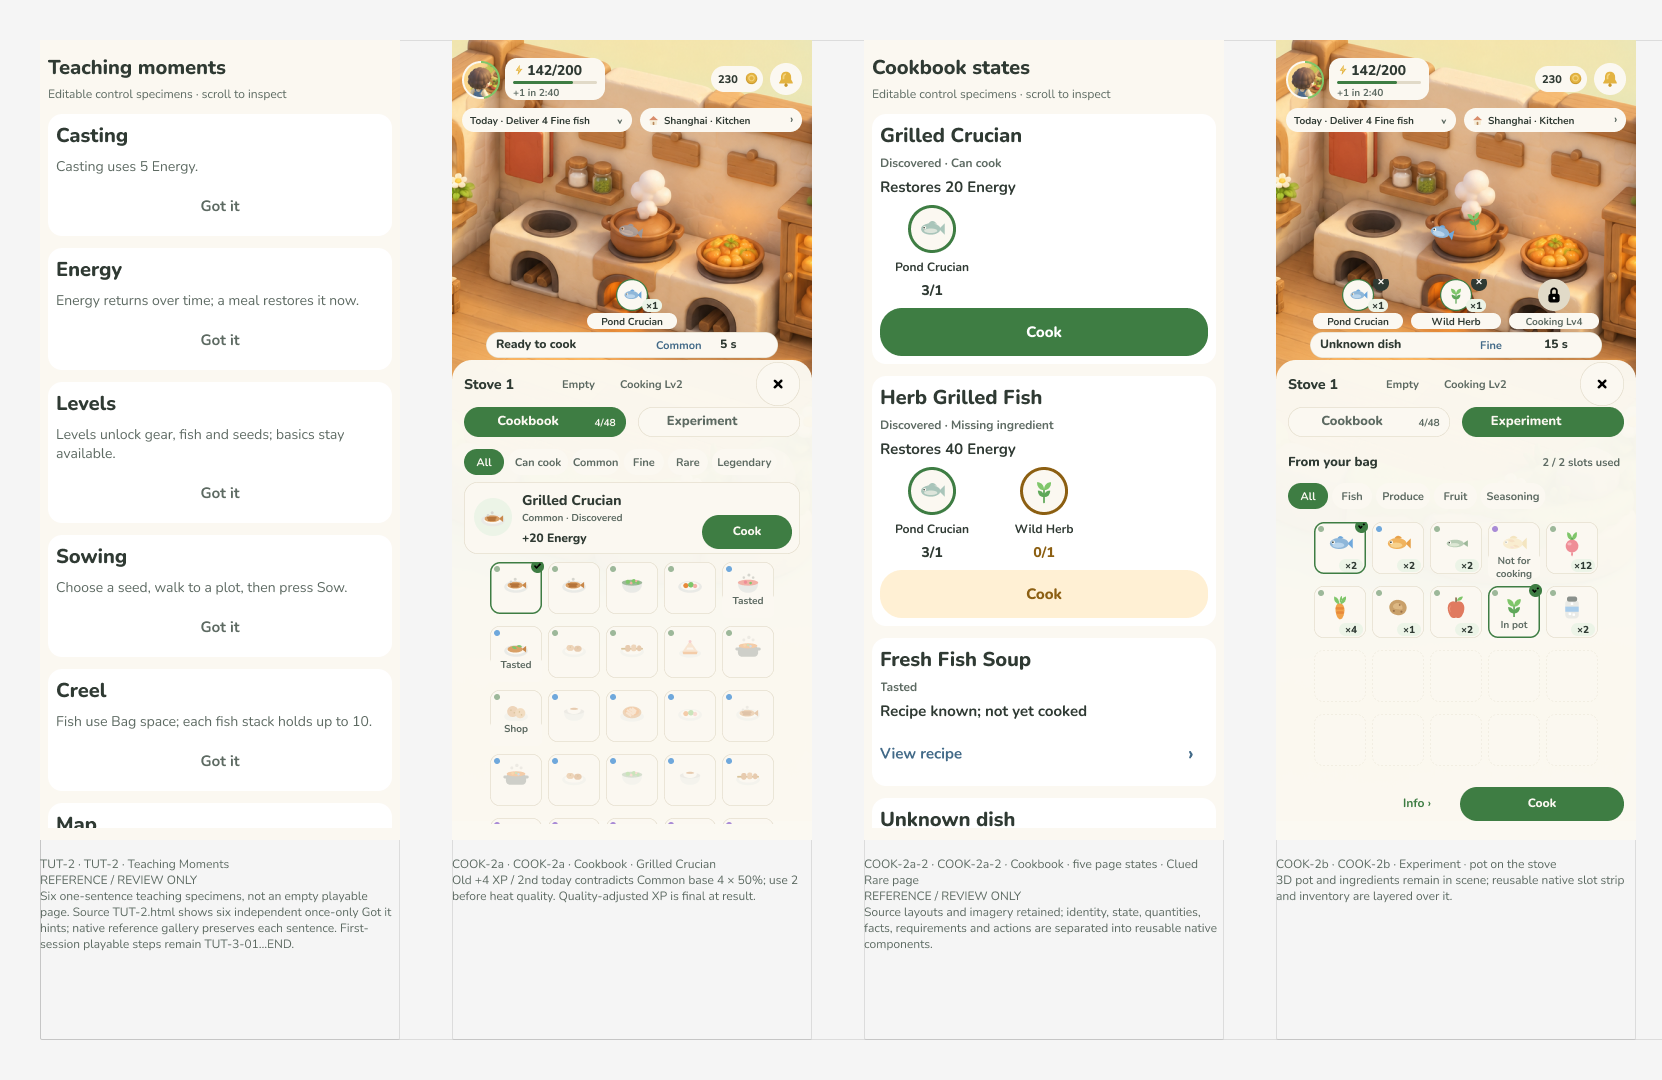 Teaching moments
Editable control specimens · scroll to inspect
Casting
Casting uses 5 Energy.
Got it
Energy
Energy returns over time; a meal restores it now.
Got it
Levels
Levels unlock gear, fish and seeds; basics stay
available.
Got it
Sowing
Choose a seed, walk to a plot, then press Sow.
Got it
Creel
Fish use Bag space; each fish stack holds up to 10.
Got it
Map
TUT-2 · TUT-2 · Teaching Moments
REFERENCE / REVIEW ONLY
Six one-sentence teaching specimens, not an empty playable
page. Source TUT-2.html shows six independent once-only Got it
hints; native reference gallery preserves each sentence. First-
session playable steps remain TUT-3-01…END.
142/200
+1 in 2:40
230
Today · Deliver 4 Fine fish
Shanghai · Kitchen
×1
Pond Crucian
Ready to cook Common 5 s
Stove 1 Empty Cooking Lv2
Cookbook 4/48 Experiment
All Can cook Common Fine Rare Legendary
Grilled Crucian
Common · Discovered
+20 Energy
Cook
Tasted
Tasted
Shop
COOK-2a · COOK-2a · Cookbook · Grilled Crucian
Old +4 XP / 2nd today contradicts Common base 4 × 50%; use 2
before heat quality. Quality-adjusted XP is final at result.
Cookbook states
Editable control specimens · scroll to inspect
Grilled Crucian
Discovered · Can cook
Restores 20 Energy
Pond Crucian
3/1
Cook
Herb Grilled Fish
Discovered · Missing ingredient
Restores 40 Energy
Pond Crucian Wild Herb
3/1 0/1
Cook
Fresh Fish Soup
Tasted
Recipe known; not yet cooked
View recipe ›
Unknown dish
COOK-2a-2 · COOK-2a-2 · Cookbook · five page states · Clued
Rare page
REFERENCE / REVIEW ONLY
Source layouts and imagery retained; identity, state, quantities,
facts, requirements and actions are separated into reusable native
components.
142/200
+1 in 2:40
230
Today · Deliver 4 Fine fish
Shanghai · Kitchen
×1 ×1
Pond Crucian Wild Herb Cooking Lv4
Unknown dish Fine 15 s
Stove 1 Empty Cooking Lv2
Cookbook 4/48 Experiment
From your bag 2 / 2 slots used
All Fish Produce Fruit Seasoning
×2 ×2 ×2 Not for
cooking
×12
×4 ×1 ×2 In pot ×2
Info › Cook
COOK-2b · COOK-2b · Experiment · pot on the stove
3D pot and ingredients remain in scene; reusable native slot strip
and inventory are layered over it.